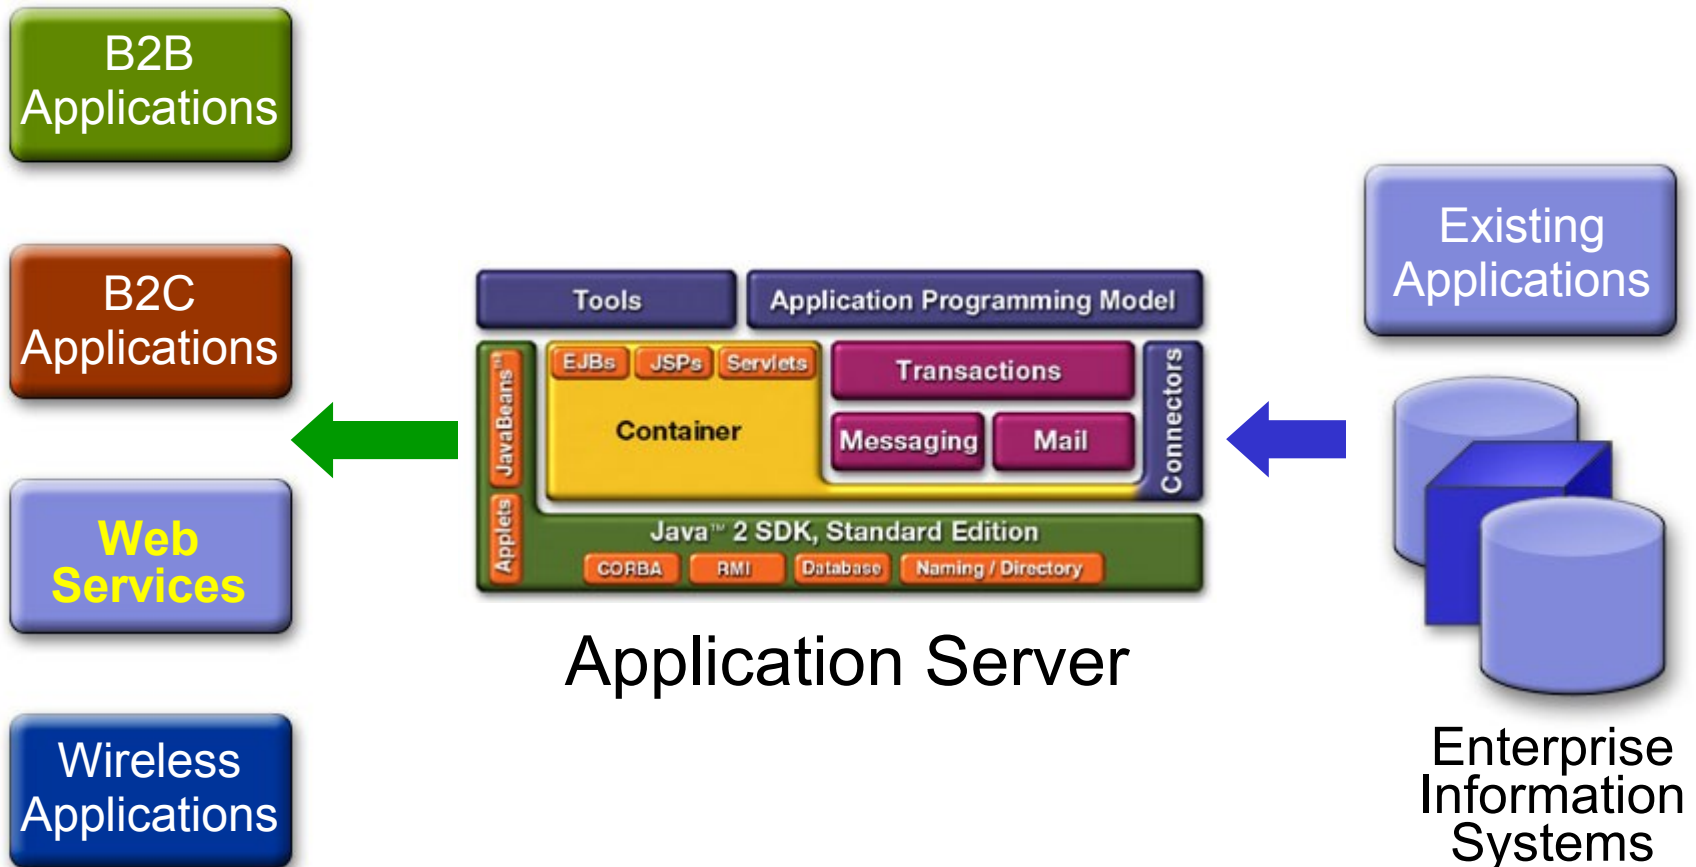 B2B
Applications
B2C
Applications
Web
Services
Wireless
Applications
Tools
Application Programming Model
JavaBeans™
Applets
EJBs
JSPs
Servlets
Container
Transactions
Messaging
Mail
Connectors
Java™ 2 SDK, Standard Edition
CORBA
RMI
Database
Naming / Directory
Application Server
Existing
Applications
Enterprise
Information
Systems